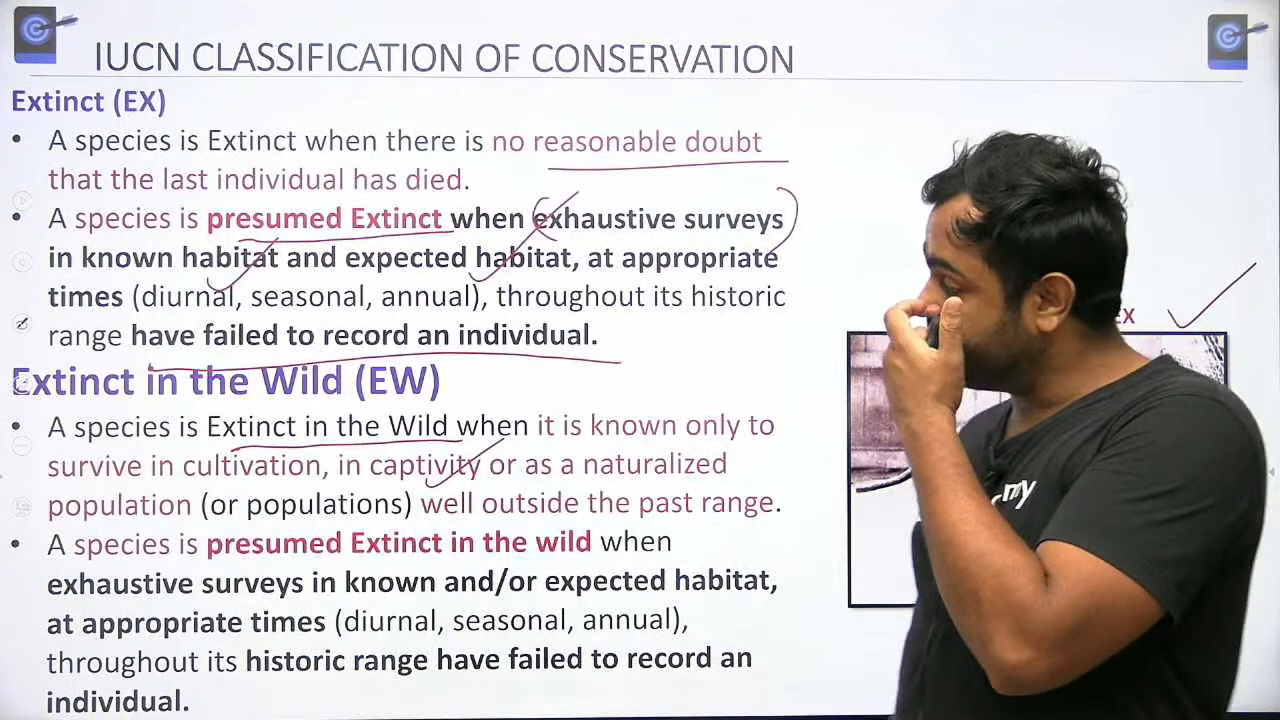 IUCN CLASSIFICATION OF CONSERVATION
Extinct (EX)
• A species is Extinct when there is no reasonable doubt
that the last individual has died.
• A species is presumed Extinct when exhaustive surveys
in known habitat and expected habitat, at appropriate
times (diurnal, seasonal, annual), throughout its historic
range have failed to record an individual.
EX
Extinct in the Wild (EW)
• A species is Extinct in the Wild when it is known only to
survive in cultivation, in captivity or as a naturalized
population (or populations) well outside the past range.
• A species is presumed Extinct in the wild when
exhaustive surveys in known and/or expected habitat,
at appropriate times (diurnal, seasonal, annual),
throughout its historic range have failed to record an
individual.
my